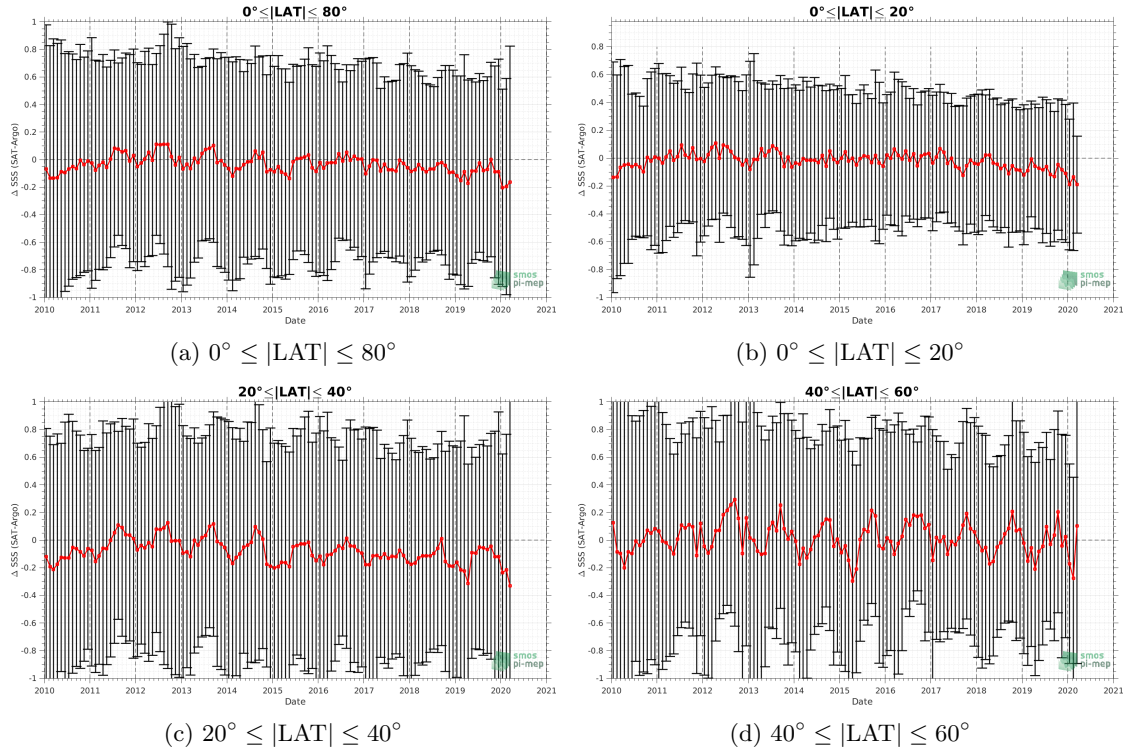 0°≤|LAT|≤ 80°
1
0.8
0.6
0.4
0.2
0
-0.2
-0.4
-0.6
-0.8
-1
Δ SSS (SAT-Argo)
2010 2011 2012 2013 2014 2015 2016 2017 2018 2019 2020 2021
Date
smos
pi-mep
(a) 0° ≤ |LAT| ≤ 80°
0°≤|LAT|≤ 20°
0.8
0.6
0.4
0.2
0
-0.2
-0.4
-0.6
-0.8
-1
Δ SSS (SAT-Argo)
2010 2011 2012 2013 2014 2015 2016 2017 2018 2019 2020 2021
Date
smos
pi-mep
(b) 0° ≤ |LAT| ≤ 20°
20°≤|LAT|≤ 40°
1
0.8
0.6
0.4
0.2
0
-0.2
-0.4
-0.6
-0.8
-1
Δ SSS (SAT-Argo)
2010 2011 2012 2013 2014 2015 2016 2017 2018 2019 2020 2021
Date
smos
pi-mep
(c) 20° ≤ |LAT| ≤ 40°
40°≤|LAT|≤ 60°
1
0.8
0.6
0.4
0.2
0
-0.2
-0.4
-0.6
-0.8
-1
Δ SSS (SAT-Argo)
2010 2011 2012 2013 2014 2015 2016 2017 2018 2019 2020 2021
Date
smos
pi-mep
(d) 40° ≤ |LAT| ≤ 60°